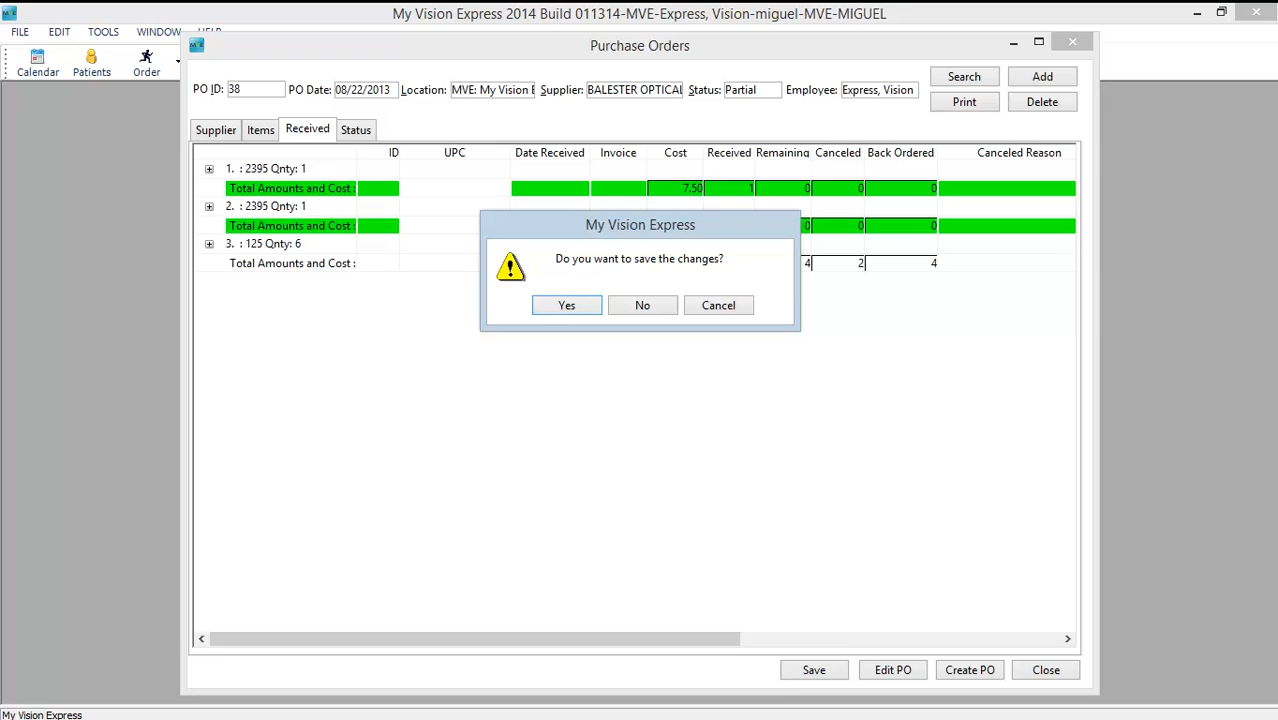 My Vision Express 2014 Build 011314-MVE-Express, Vision-miguel-MVE-MIGUEL
FILE EDIT TOOLS WINDOW HELP
Calendar Patients Order
Purchase Orders
PO ID: 38 PO Date: 08/22/2013 Location: MVE: My Vision E Supplier: BALESTER OPTICAL Status: Partial Employee: Express, Vision
Search Add
Print Delete
Supplier Items Received Status
ID UPC Date Received Invoice Cost Received Remaining Canceled Back Ordered Canceled Reason
1. : 2395 Qnty: 1
Total Amounts and Cost : 7.50 1 0 0 0
2. : 2395 Qnty: 1
Total Amounts and Cost : 0 0 0
3. : 125 Qnty: 6
Total Amounts and Cost : 4 2 4
My Vision Express
Do you want to save the changes?
Yes No Cancel
Save Edit PO Create PO Close
My Vision Express